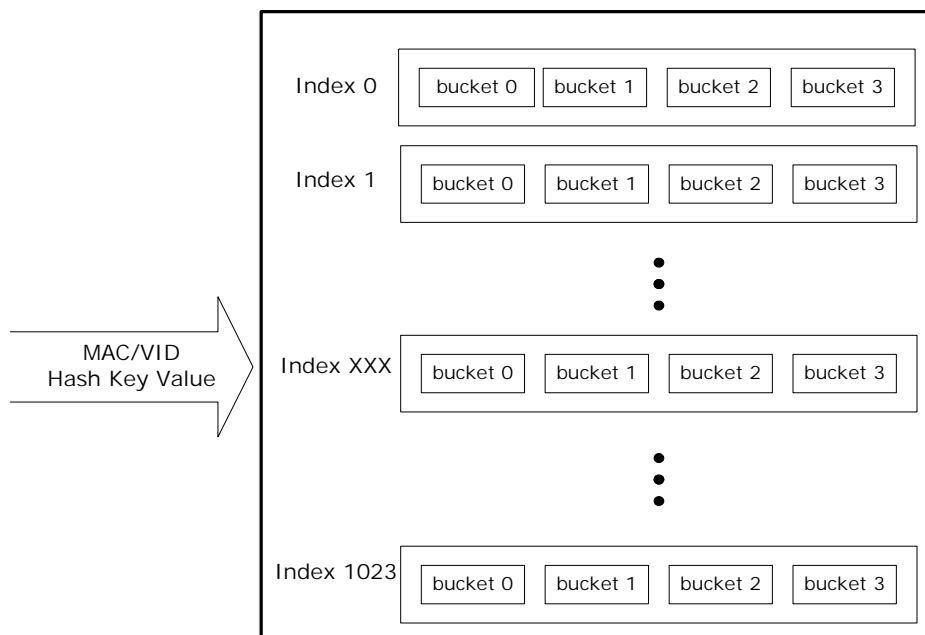 Index 0 bucket 0 bucket 1 bucket 2 bucket 3
Index 1 bucket 0 bucket 1 bucket 2 bucket 3
MAC/VID
Hash Key Value
Index XXX bucket 0 bucket 1 bucket 2 bucket 3
Index 1023 bucket 0 bucket 1 bucket 2 bucket 3